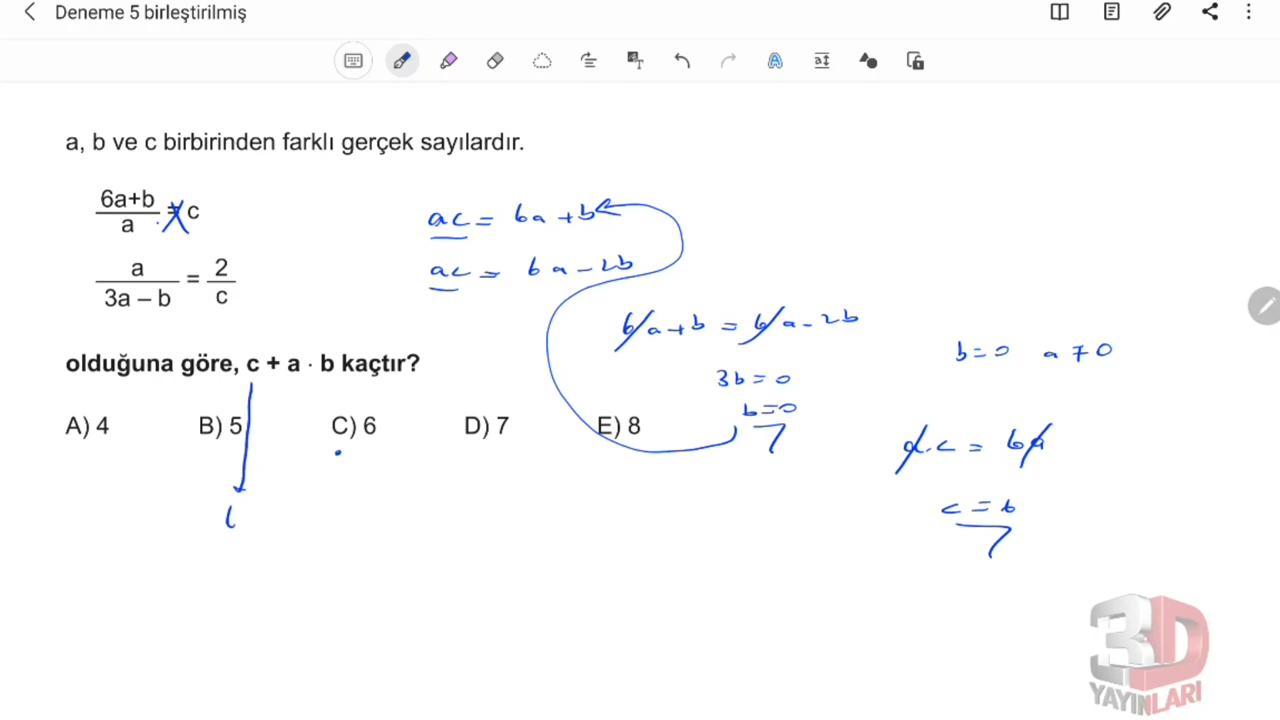 Deneme 5 birleştirilmiş
a, b ve c birbirinden farklı gerçek sayılardır.
6a+b
a
= c
a
3a – b
=
2
c
olduğuna göre, c + a · b kaçtır?
A) 4 B) 5 C) 6 D) 7 E) 8
ac = 6a + b
ac = 6a - 2b
6a + b = 6a - 2b
3b = 0
b = 0
b = 0 a ≠ 0
a.c = 6a
c = 6
3D
YAYINLARI